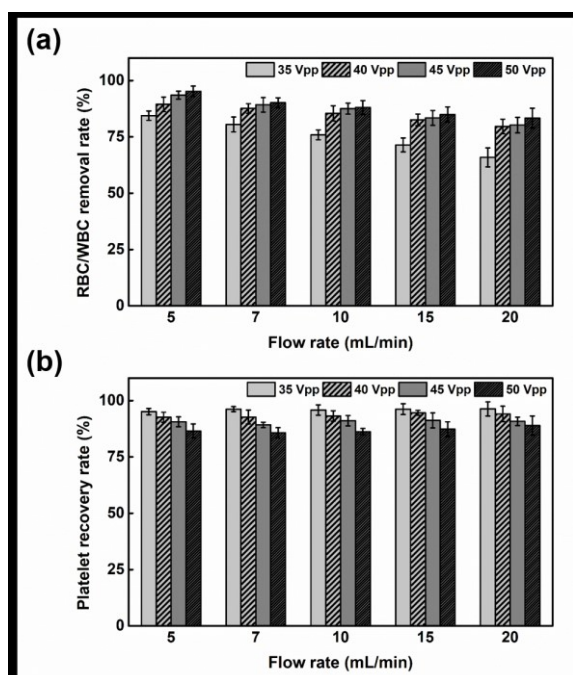 (a)
35 Vpp 40 Vpp 45 Vpp 50 Vpp
RBC/WBC removal rate (%)
100
75
50
25
0
5 7 10 15 20
Flow rate (mL/min)
(b)
35 Vpp 40 Vpp 45 Vpp 50 Vpp
Platelet recovery rate (%)
100
75
50
25
0
5 7 10 15 20
Flow rate (mL/min)